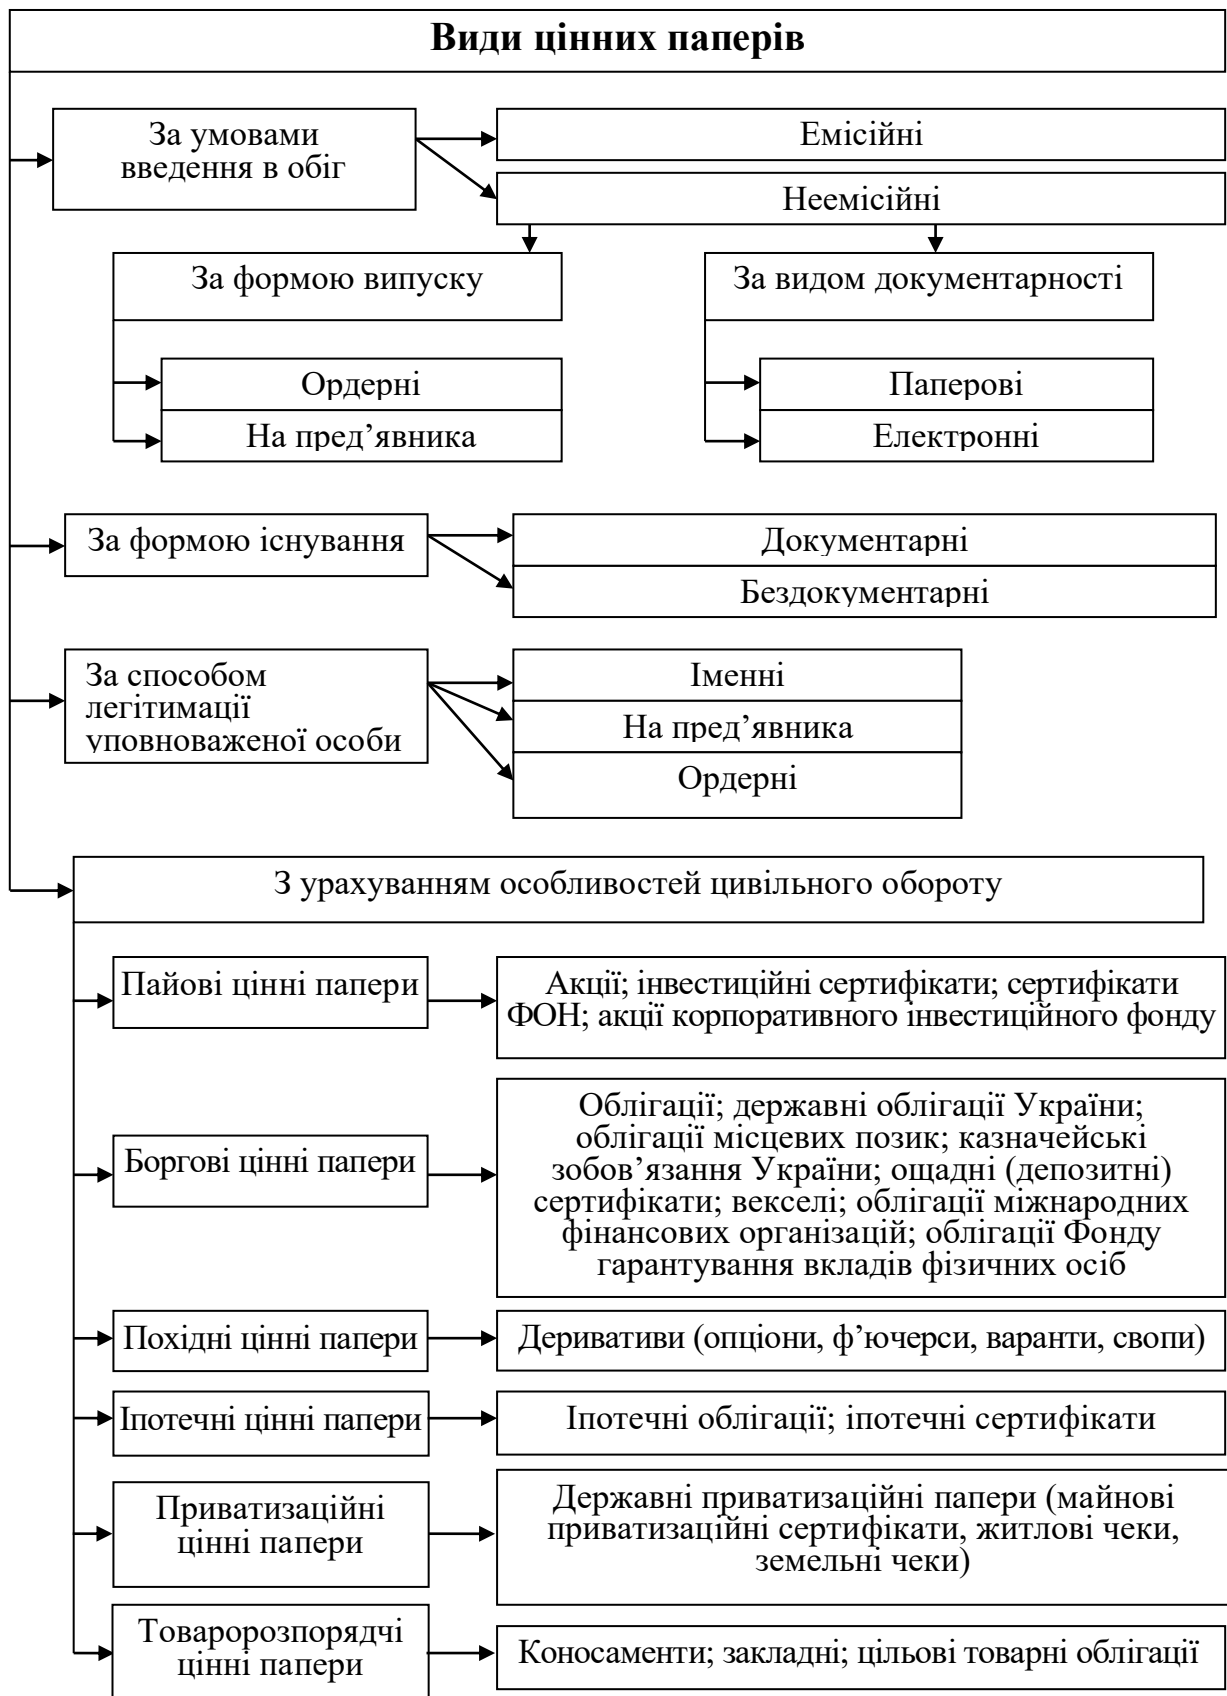 Види цінних паперів
За умовами
введення в обіг
Емісійні
Неемісійні
За формою випуску
Ордерні
На пред’явника
За видом документарності
Паперові
Електронні
За формою існування
Документарні
Бездокументарні
За способом
легітимації
уповноваженої особи
Іменні
На пред’явника
Ордерні
З урахуванням особливостей цивільного обороту
Пайові цінні папери
Акції; інвестиційні сертифікати; сертифікати
ФОН; акції корпоративного інвестиційного фонду
Боргові цінні папери
Облігації; державні облігації України;
облігації місцевих позик; казначейські
зобов’язання України; ощадні (депозитні)
сертифікати; векселі; облігації міжнародних
фінансових організацій; облігації Фонду
гарантування вкладів фізичних осіб
Похідні цінні папери
Деривативи (опціони, ф’ючерси, варанти, свопи)
Іпотечні цінні папери
Іпотечні облігації; іпотечні сертифікати
Приватизаційні
цінні папери
Державні приватизаційні папери (майнові
приватизаційні сертифікати, житлові чеки,
земельні чеки)
Товаророзпорядчі
цінні папери
Коносаменти; закладні; цільові товарні облігації